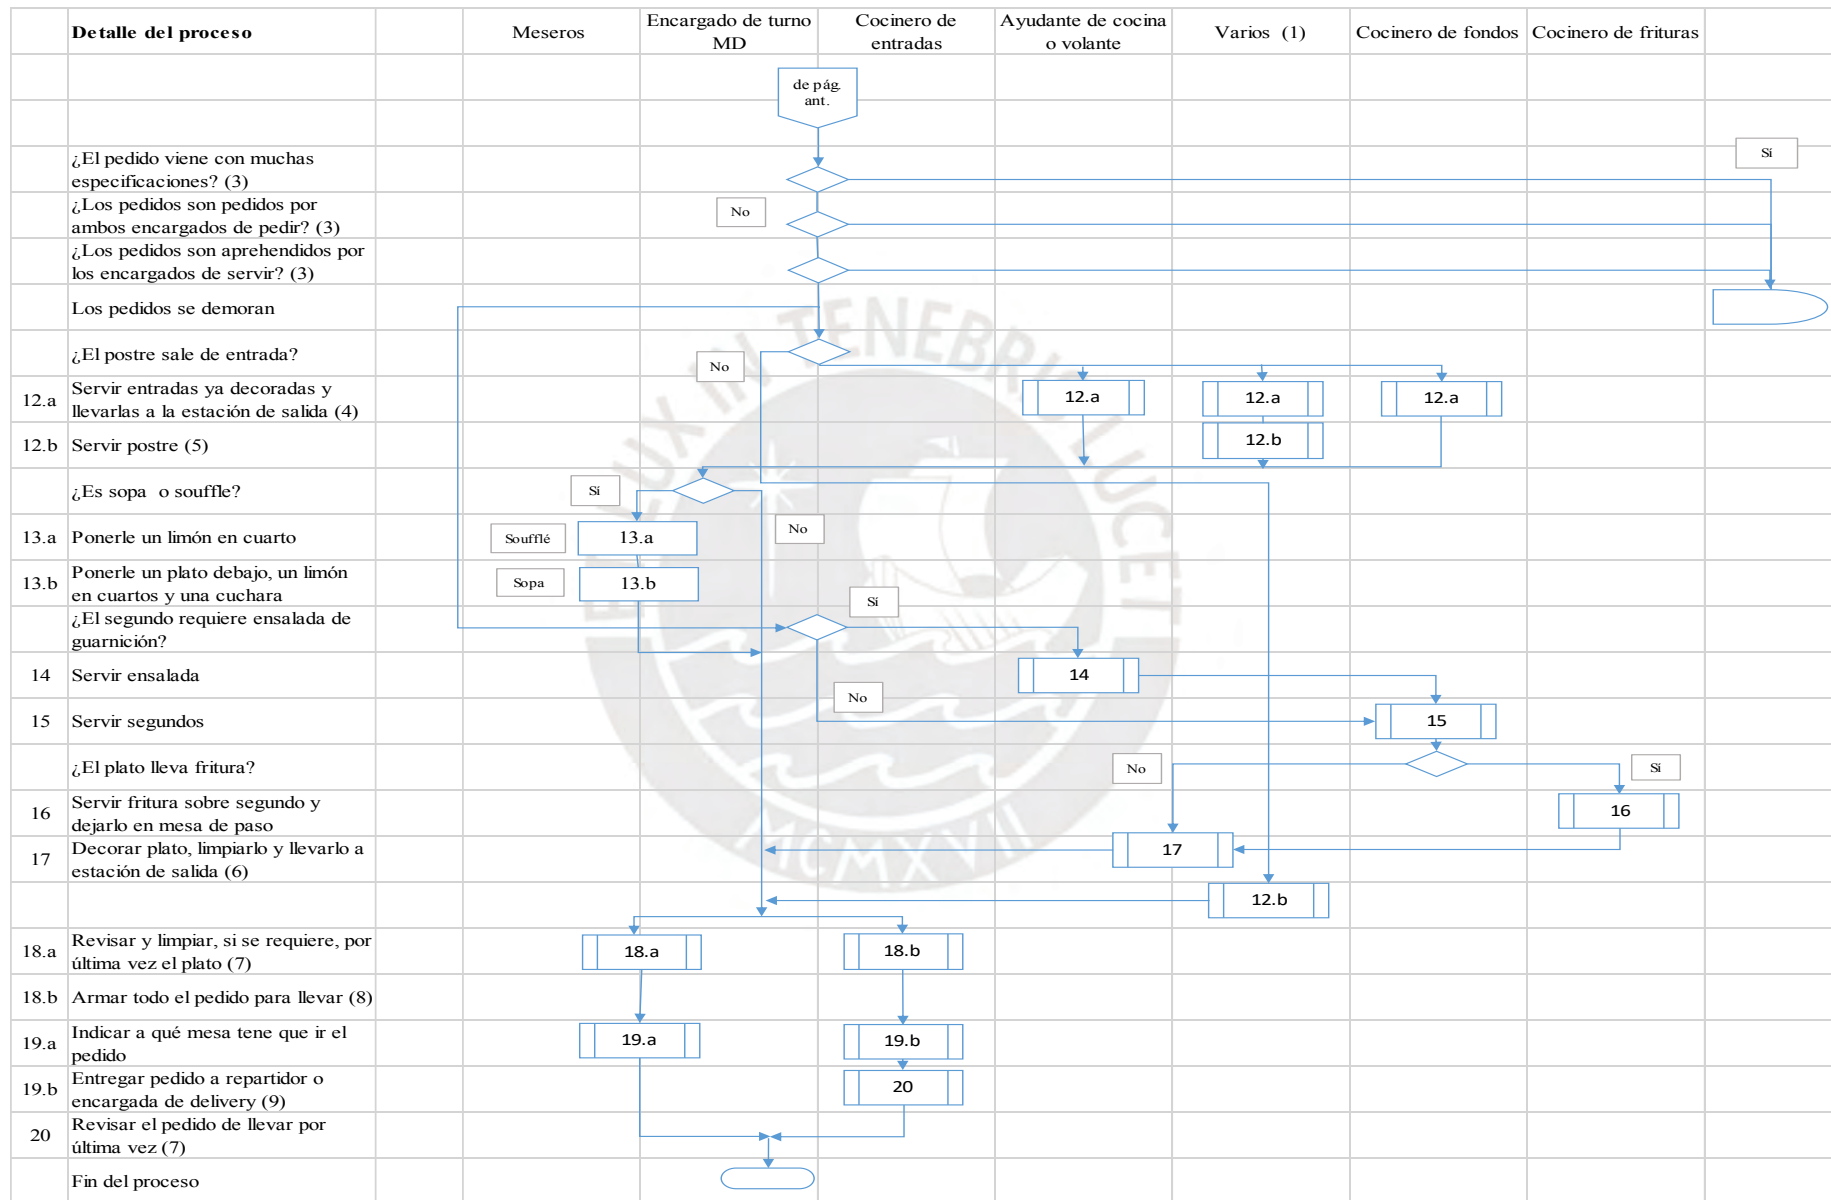 Detalle del proceso
Meseros
Encargado de turno
MD
Cocinero de
entradas
Ayudante de cocina
o volante
Varios (1)
Cocinero de fondos
Cocinero de frituras
de pág.
ant.
¿El pedido viene con muchas
especificaciones? (3)
Sí
¿Los pedidos son pedidos por
ambos encargados de pedir? (3)
No
¿Los pedidos son aprehendidos por
los encargados de servir? (3)
Los pedidos se demoran
¿El postre sale de entrada?
No
12.a
Servir entradas ya decoradas y
llevarlas a la estación de salida (4)
12.a
12.a
12.a
12.b
Servir postre (5)
12.b
¿Es sopa o souffle?
Sí
No
13.a
Ponerle un limón en cuarto
Soufflé
13.a
13.b
Ponerle un plato debajo, un limón
en cuartos y una cuchara
Sopa
13.b
Sí
¿El segundo requiere ensalada de
guarnición?
14
Servir ensalada
14
No
15
Servir segundos
15
¿El plato lleva fritura?
No
Sí
16
Servir fritura sobre segundo y
dejarlo en mesa de paso
16
17
Decorar plato, limpiarlo y llevarlo a
estación de salida (6)
17
12.b
18.a
Revisar y limpiar, si se requiere, por
última vez el plato (7)
18.a
18.b
18.b
Armar todo el pedido para llevar (8)
19.a
Indicar a qué mesa tene que ir el
pedido
19.a
19.b
19.b
Entregar pedido a repartidor o
encargada de delivery (9)
20
20
Revisar el pedido de llevar por
última vez (7)
Fin del proceso
ET LUX IN TENEBRIS LUCET
MCMXVII